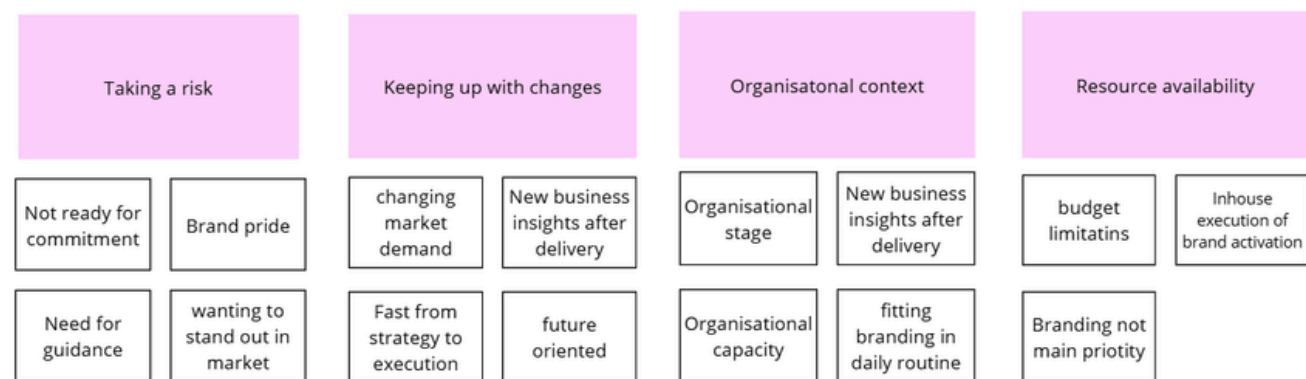 Taking a risk
Keeping up with changes
Organisatonal context
Resource availability
Not ready for
commitment
Brand pride
changing
market
demand
New business
insights after
delivery
Organisational
stage
New business
insights after
delivery
budget
limitatins
Inhouse
execution of
brand activation
Need for
guidance
wanting to
stand out in
market
Fast from
strategy to
execution
future
oriented
Organisational
capacity
fitting
branding in
daily routine
Branding not
main priotity